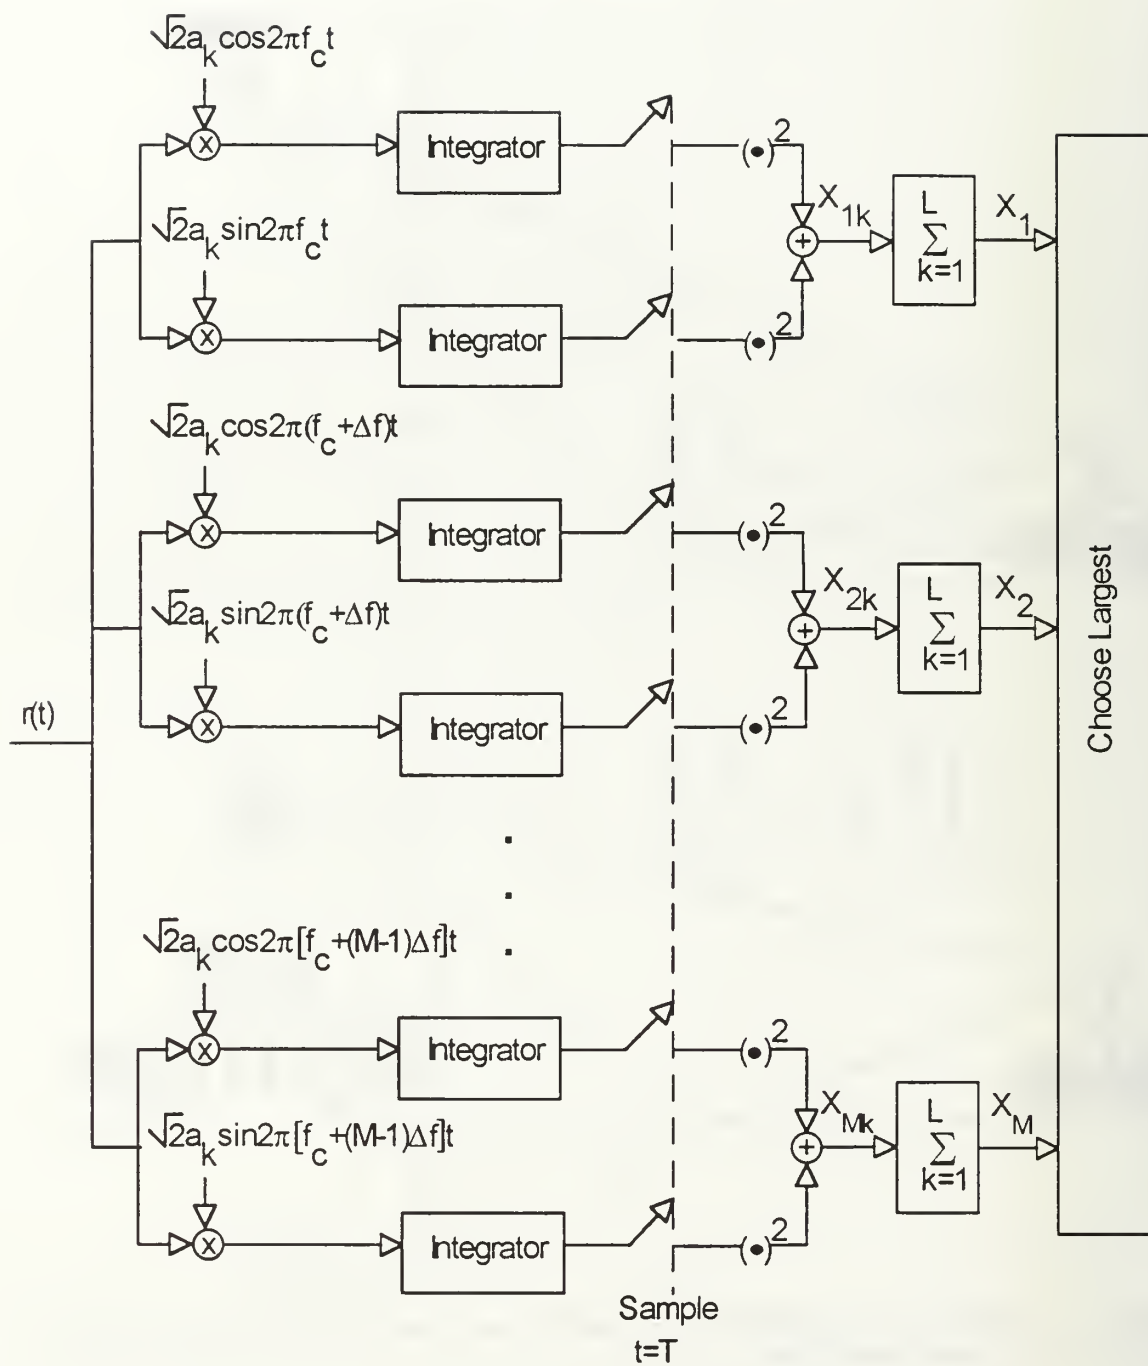 √2a_k cos2πf_c t
Integrator
(•)²
√2a_k sin2πf_c t
X_1k
L
∑
k=1
X_1
Integrator
(•)²
√2a_k cos2π(f_c+Δf)t
Integrator
(•)²
√2a_k sin2π(f_c+Δf)t
X_2k
L
∑
k=1
X_2
Choose Largest
r(t)
Integrator
(•)²
.
.
.
√2a_k cos2π[f_c+(M-1)Δf]t
Integrator
(•)²
√2a_k sin2π[f_c+(M-1)Δf]t
X_Mk
L
∑
k=1
X_M
Integrator
(•)²
Sample
t=T